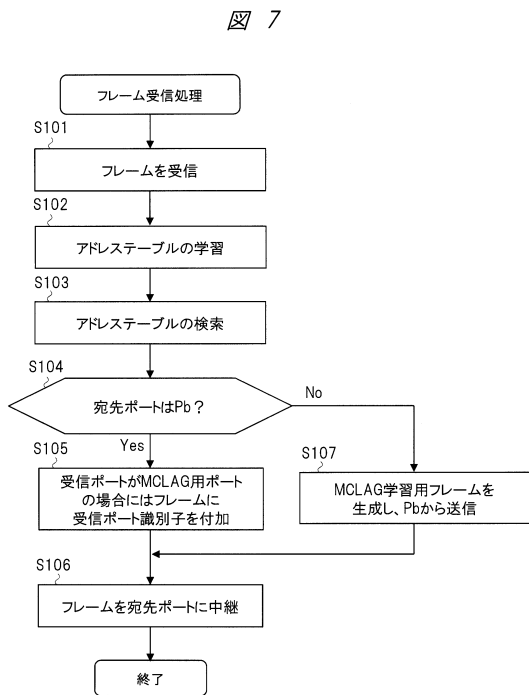 図 7
フレーム受信処理
S101
フレームを受信
S102
アドレステーブルの学習
S103
アドレステーブルの検索
S104
宛先ポートはPb?
No
Yes
S105
受信ポートがMCLAG用ポート
の場合にはフレームに
受信ポート識別子を付加
S107
MCLAG学習用フレームを
生成し、Pbから送信
S106
フレームを宛先ポートに中継
終了